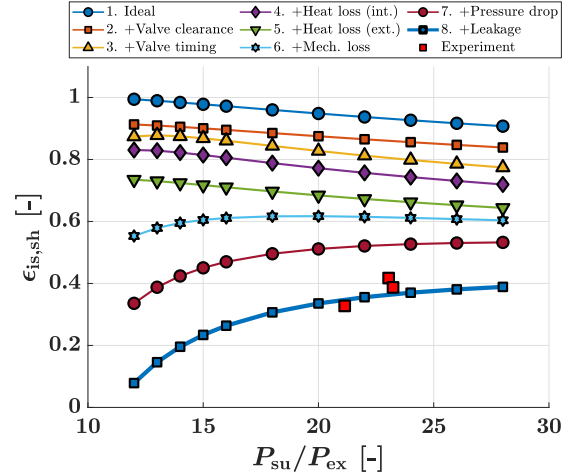 1. Ideal 4. +Heat loss (int.) 7. +Pressure drop
2. +Valve clearance 5. +Heat loss (ext.) 8. +Leakage
3. +Valve timing 6. +Mech. loss Experiment
1
0.8
0.6
0.4
0.2
0
ϵis,sh [-]
10 15 20 25 30
Psu/Pex [-]